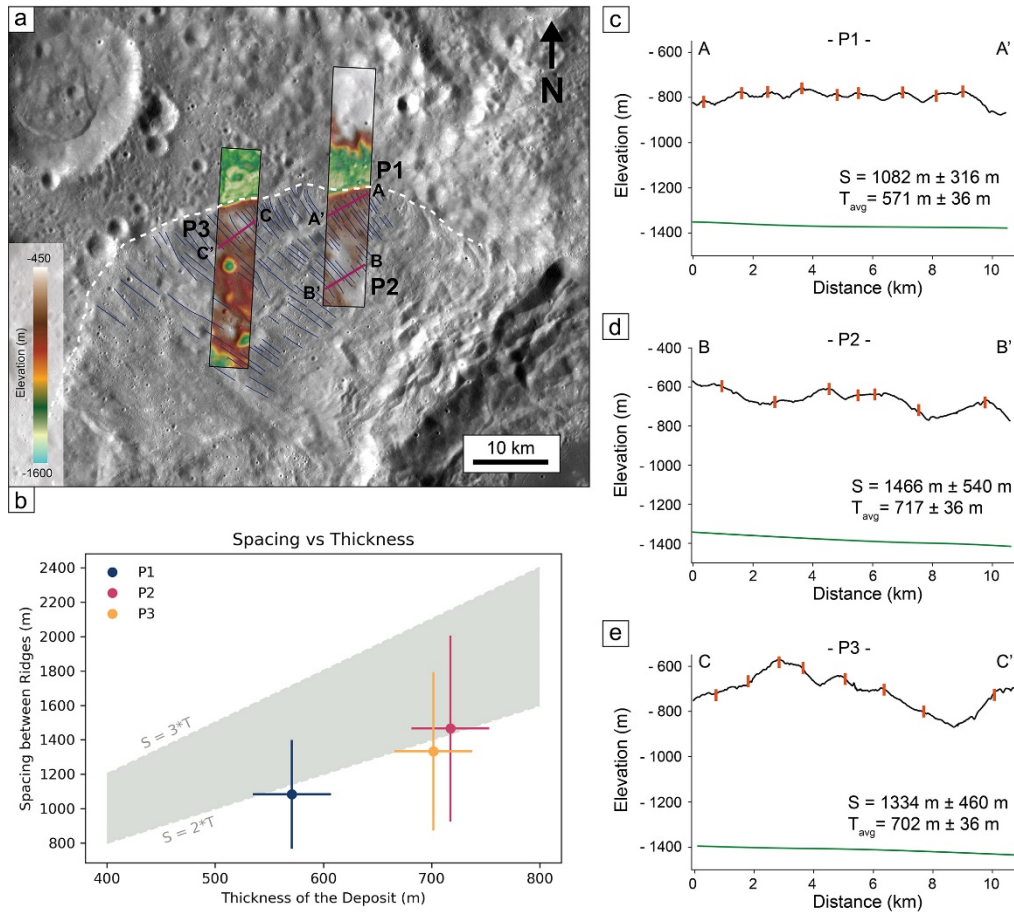 a
N
P1
A
A'
P3
C
C'
B
B'
P2
-450
Elevation (m)
-1600
10 km
b
Spacing vs Thickness
P1
P2
P3
Spacing between Ridges (m)
2400
2200
2000
1800
1600
1400
1200
1000
800
S = 3*T
S = 2*T
400 500 600 700 800
Thickness of the Deposit (m)
c
A - P1 - A'
Elevation (m)
- 600
- 800
- 1000
- 1200
- 1400
S = 1082 m ± 316 m
Tavg = 571 m ± 36 m
0 2 4 6 8 10
Distance (km)
d
- P2 -
B B'
Elevation (m)
- 400
- 600
- 800
- 1000
- 1200
- 1400
S = 1466 m ± 540 m
Tavg = 717 ± 36 m
0 2 4 6 8 10
Distance (km)
e
- P3 -
C C'
Elevation (m)
- 600
- 800
- 1000
- 1200
- 1400
S = 1334 m ± 460 m
Tavg = 702 m ± 36 m
0 2 4 6 8 10
Distance (km)